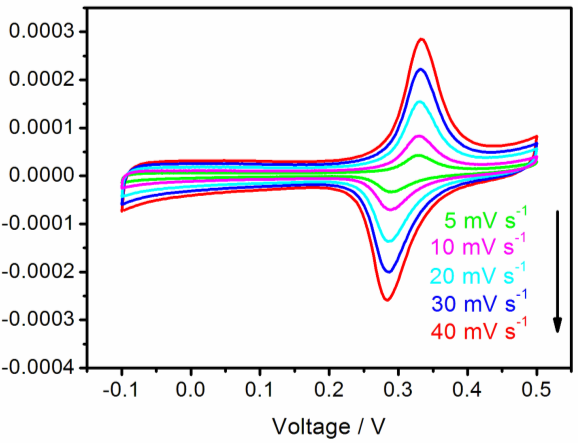 0.0003
0.0002
0.0001
0.0000
-0.0001
-0.0002
-0.0003
-0.0004
5 mV s⁻¹
10 mV s⁻¹
20 mV s⁻¹
30 mV s⁻¹
40 mV s⁻¹
-0.1 0.0 0.1 0.2 0.3 0.4 0.5
Voltage / V